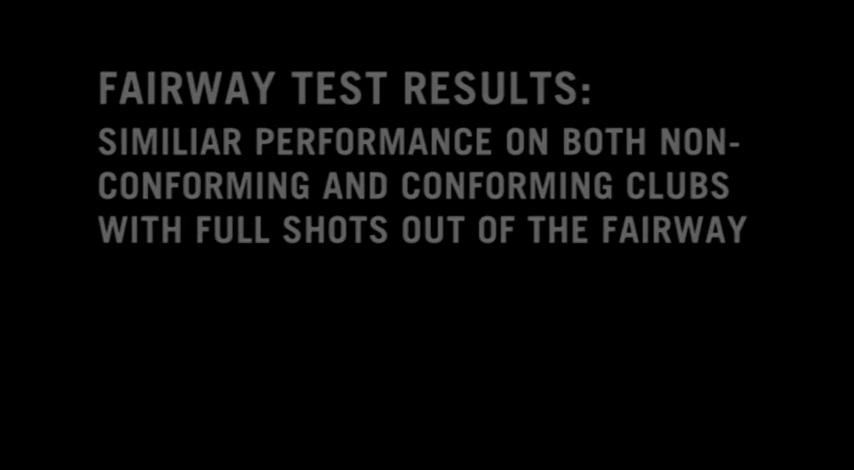 FAIRWAY TEST RESULTS:
SIMILIAR PERFORMANCE ON BOTH NON-
CONFORMING AND CONFORMING CLUBS
WITH FULL SHOTS OUT OF THE FAIRWAY